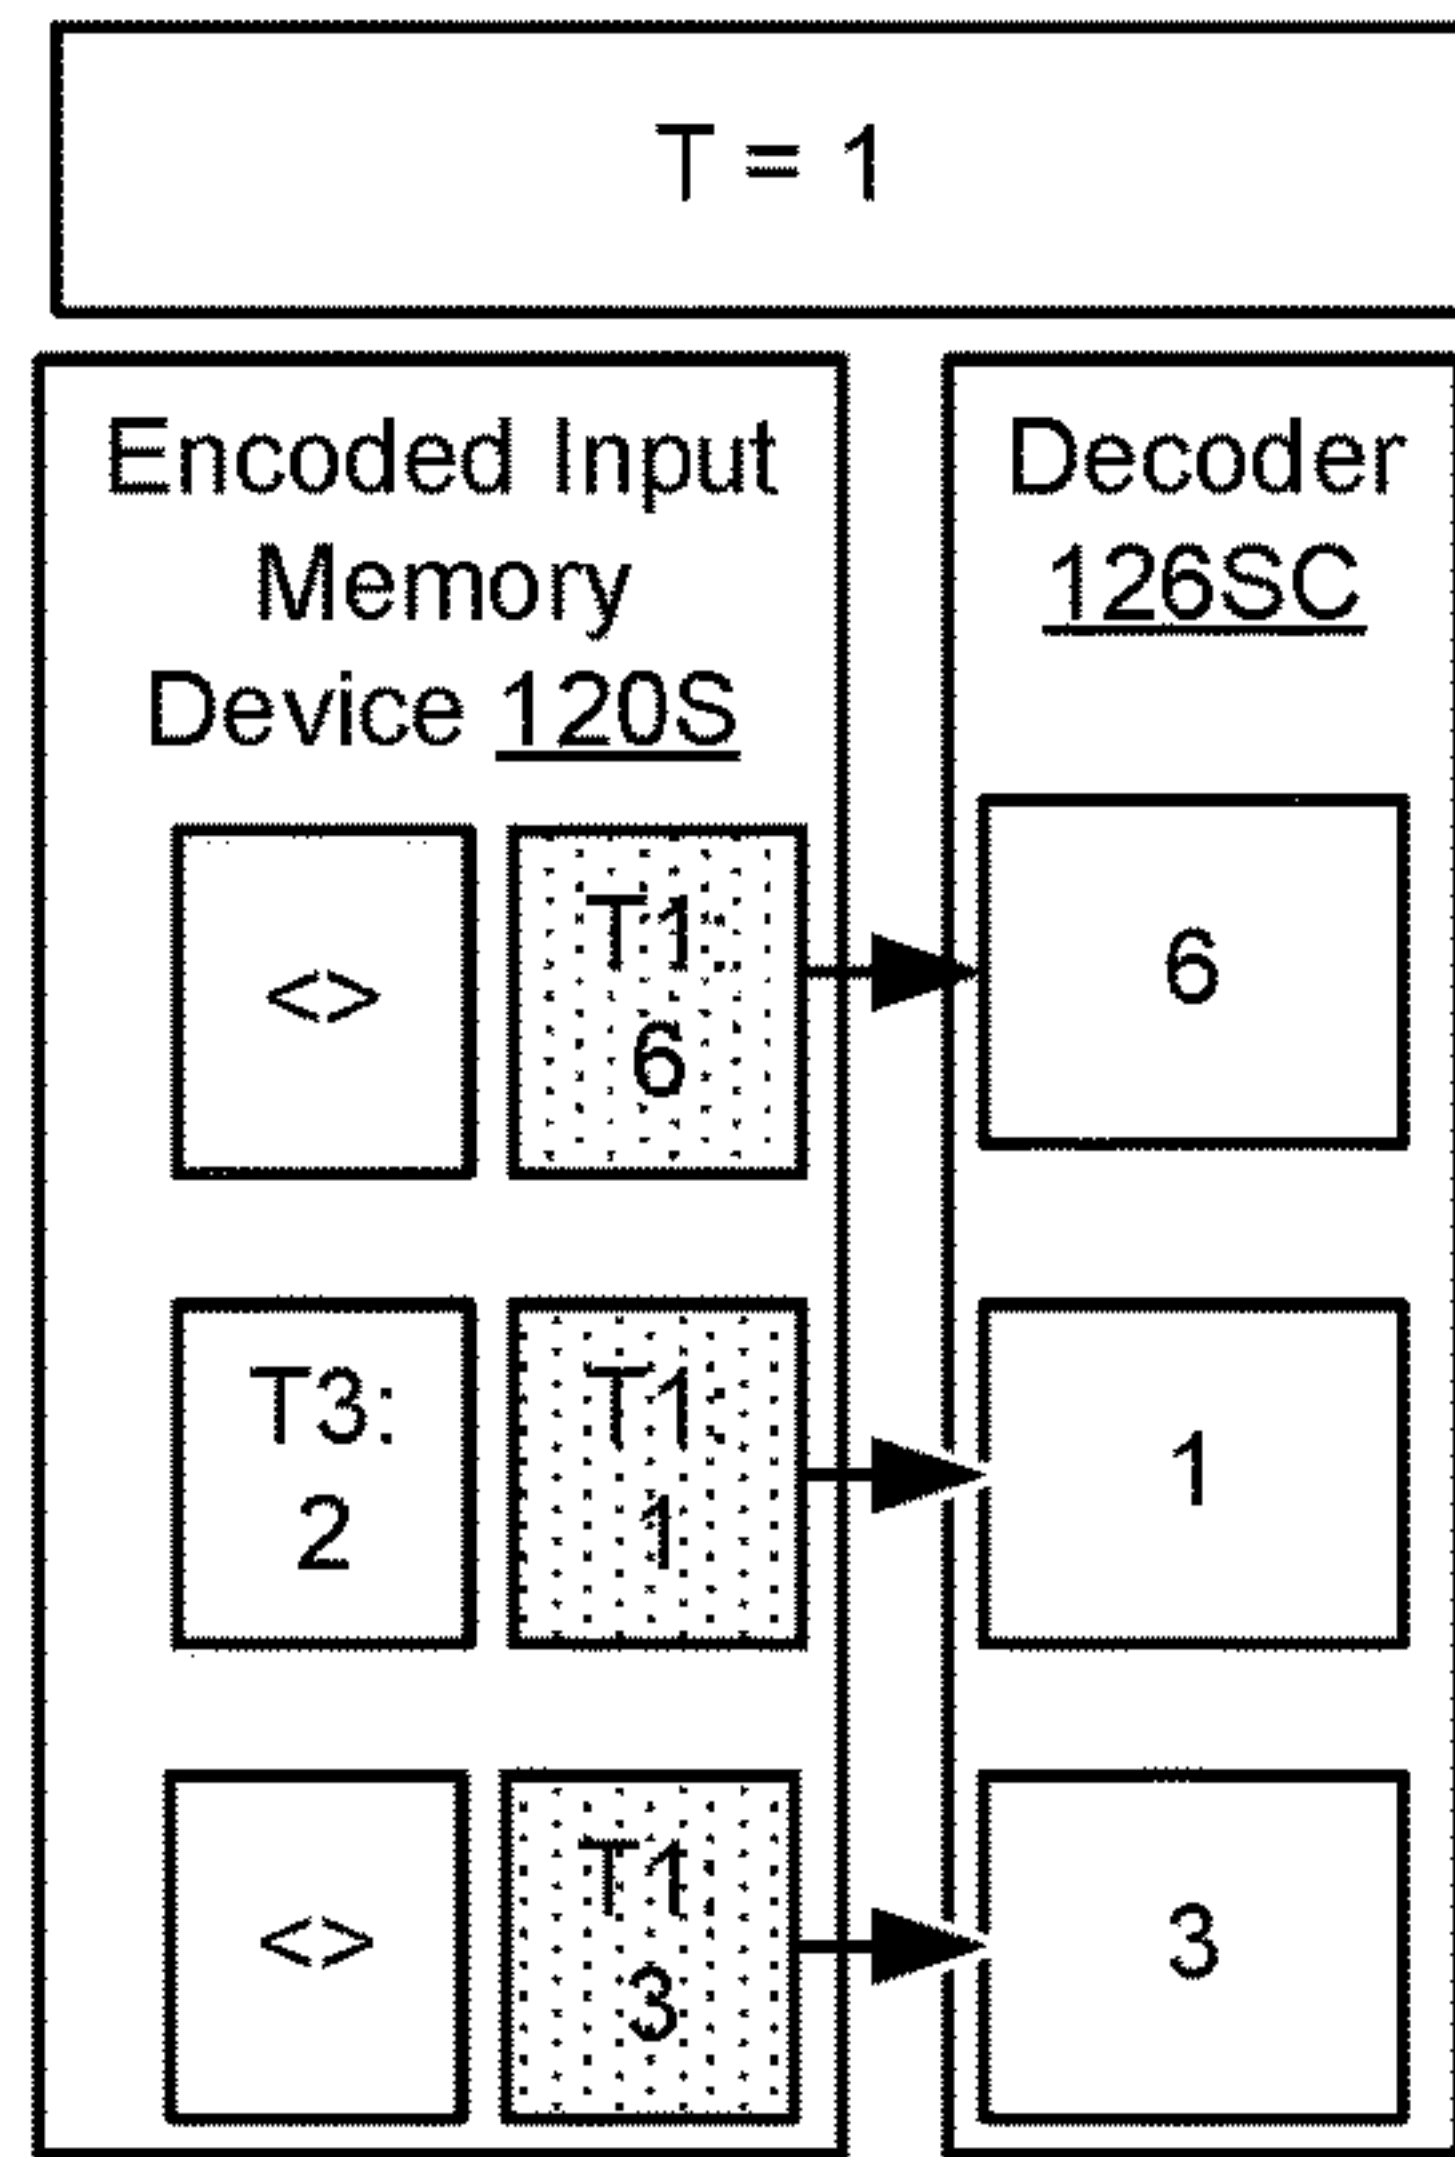 T = 1
Encoded Input
Memory
Device 120S
Decoder
126SC
<>
T1:
6
6
T3:
2
T1:
1
1
<>
T1:
3
3